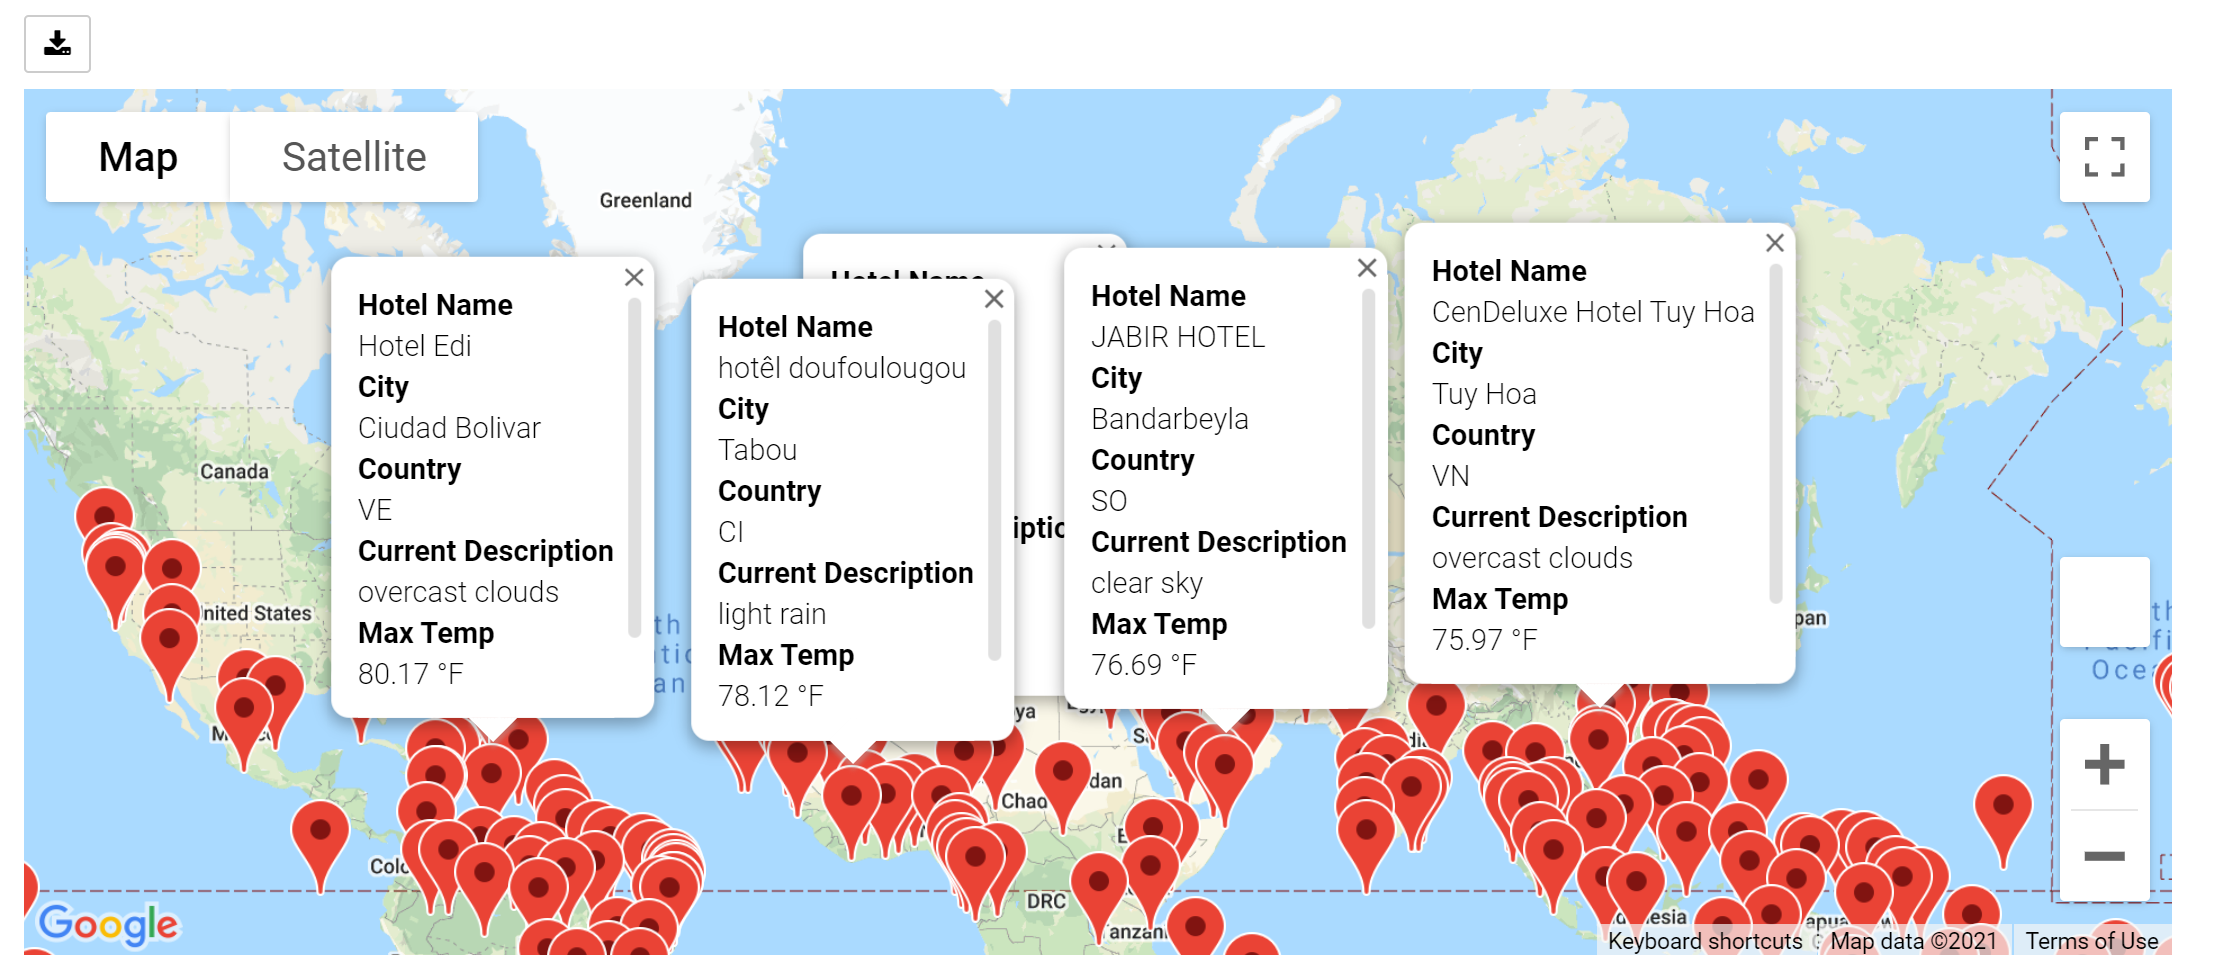 Map
Satellite
Greenland
Hotel Name
Hotel Edi
City
Ciudad Bolivar
Country
VE
Current Description
overcast clouds
Max Temp
80.17 °F
Hotel Name
Hotel Name
hotêl doufoulougou
City
Tabou
Country
CI
Current Description
light rain
Max Temp
78.12 °F
Hotel Name
JABIR HOTEL
City
Bandarbeyla
Country
SO
Current Description
clear sky
Max Temp
76.69 °F
Hotel Name
CenDeluxe Hotel Tuy Hoa
City
Tuy Hoa
Country
VN
Current Description
overcast clouds
Max Temp
75.97 °F
Canada
United States
DRC
Google
Keyboard shortcuts
Map data ©2021
Terms of Use